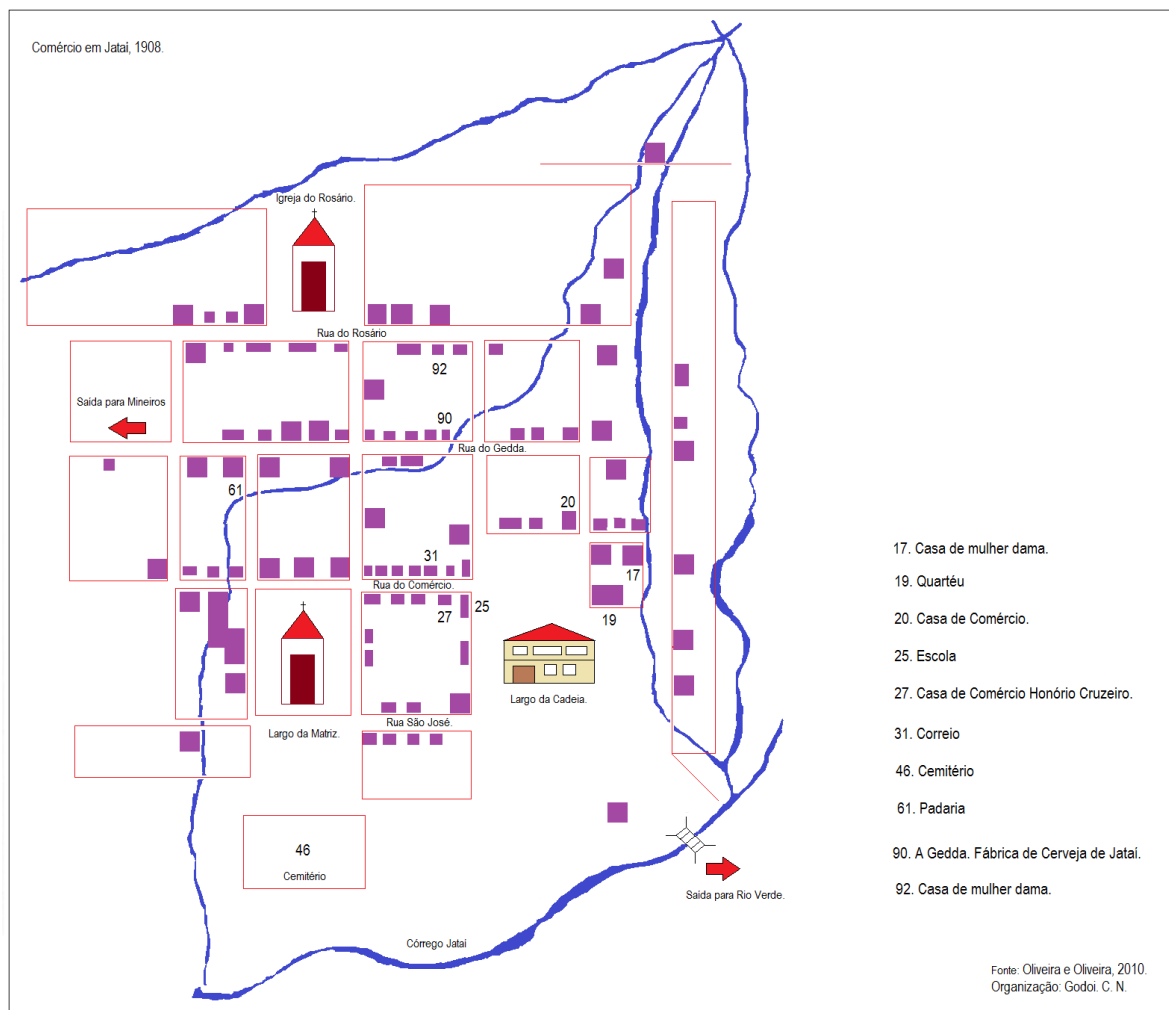 Comércio em Jataí, 1908.
Igreja do Rosário.
Rua do Rosário
92
Saída para Mineiros
90
Rua do Gedda.
61
20
31
17
Rua do Comércio.
25
27
19
Largo da Cadeia.
Rua São José.
Largo da Matriz.
46
Cemitério
Saída para Rio Verde.
Córrego Jataí
17. Casa de mulher dama.
19. Quartéu
20. Casa de Comércio.
25. Escola
27. Casa de Comércio Honório Cruzeiro.
31. Correio
46. Cemitério
61. Padaria
90. A Gedda. Fábrica de Cerveja de Jataí.
92. Casa de mulher dama.
Fonte: Oliveira e Oliveira, 2010.
Organização: Godoi. C. N.